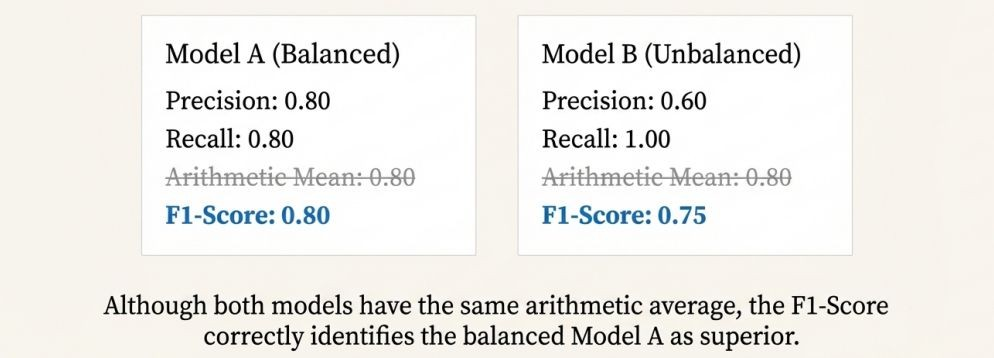 Model A (Balanced)
Precision: 0.80
Recall: 0.80
Arithmetic Mean: 0.80
F1-Score: 0.80
Model B (Unbalanced)
Precision: 0.60
Recall: 1.00
Arithmetic Mean: 0.80
F1-Score: 0.75
Although both models have the same arithmetic average, the F1-Score
correctly identifies the balanced Model A as superior.